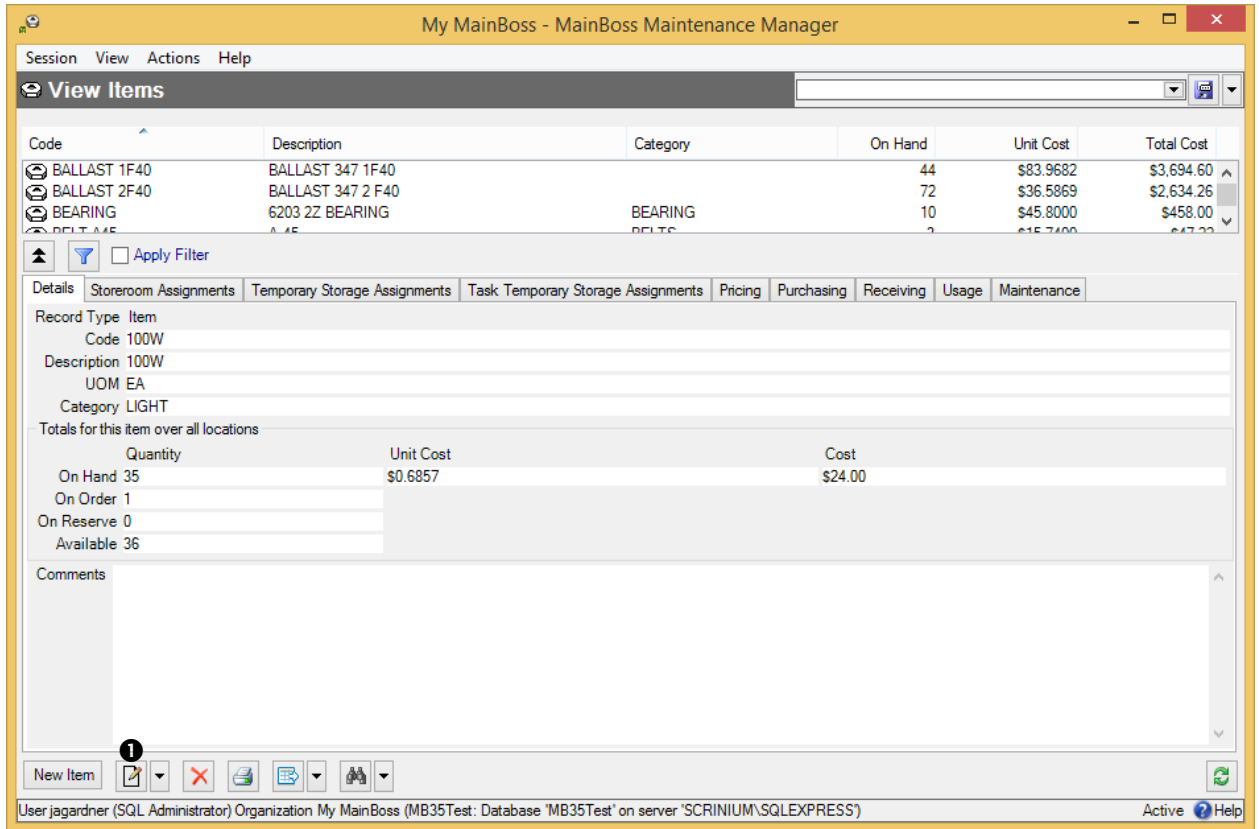 My MainBoss - MainBoss Maintenance Manager
Session View Actions Help
View Items
Code Description Category On Hand Unit Cost Total Cost
BALLAST 1F40 BALLAST 347 1F40 44 $83.9682 $3,694.60
BALLAST 2F40 BALLAST 347 2 F40 72 $36.5869 $2,634.26
BEARING 6203 2Z BEARING BEARING 10 $45.8000 $458.00
BELT A45 A-45 BELTS
Apply Filter
Details Storeroom Assignments Temporary Storage Assignments Task Temporary Storage Assignments Pricing Purchasing Receiving Usage Maintenance
Record Type Item
Code 100W
Description 100W
UOM EA
Category LIGHT
Totals for this item over all locations
Quantity Unit Cost Cost
On Hand 35 $0.6857 $24.00
On Order 1
On Reserve 0
Available 36
Comments
1
New Item
User jagardner (SQL Administrator) Organization My MainBoss (MB35Test: Database 'MB35Test' on server 'SCRINIUM\SQLEXPRESS') Active Help